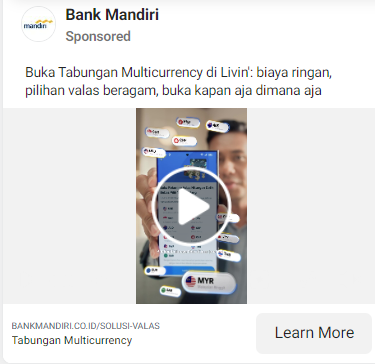 mandiri
Bank Mandiri
Sponsored
Buka Tabungan Multicurrency di Livin': biaya ringan,
pilihan valas beragam, buka kapan aja dimana aja
MYR
BANKMANDIRI.CO.ID/SOLUSI-VALAS
Tabungan Multicurrency
Learn More